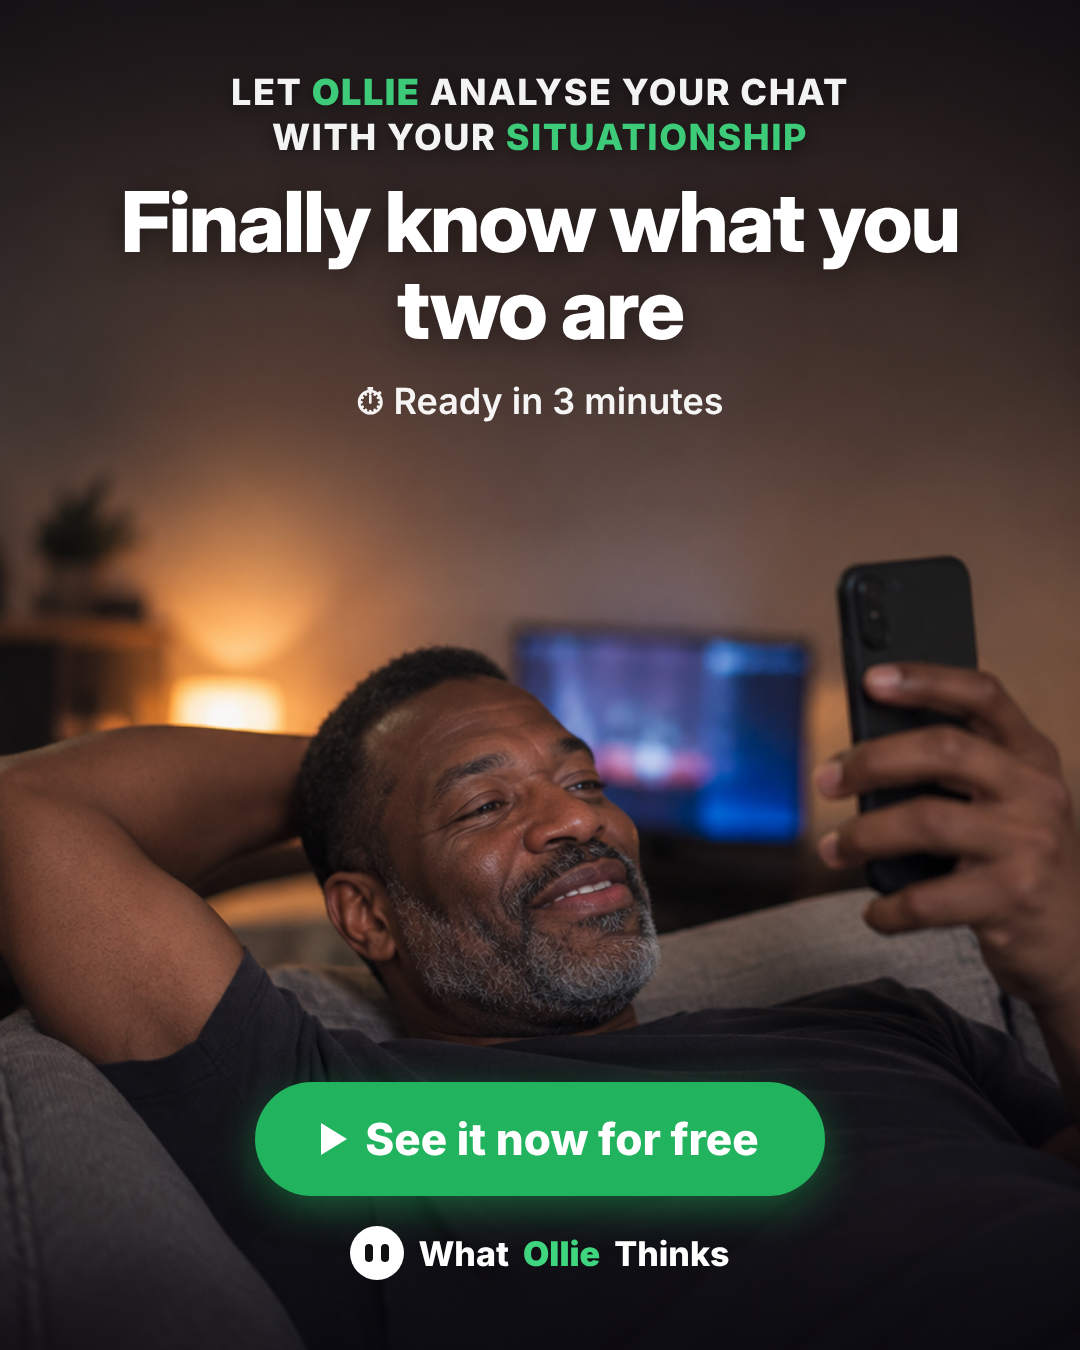 LET OLLIE ANALYSE YOUR CHAT
WITH YOUR SITUATIONSHIP
Finally know what you
two are
⏱ Ready in 3 minutes
▶ See it now for free
What Ollie Thinks